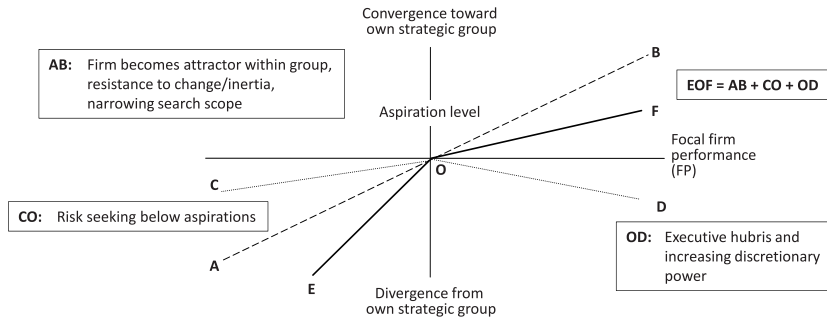 Convergence toward
own strategic group
AB: Firm becomes attractor within group,
resistance to change/inertia,
narrowing search scope
B
EOF = AB + CO + OD
Aspiration level
F
Focal firm
performance
(FP)
O
C
D
CO: Risk seeking below aspirations
OD: Executive hubris and
increasing discretionary
power
A
E
Divergence from
own strategic group